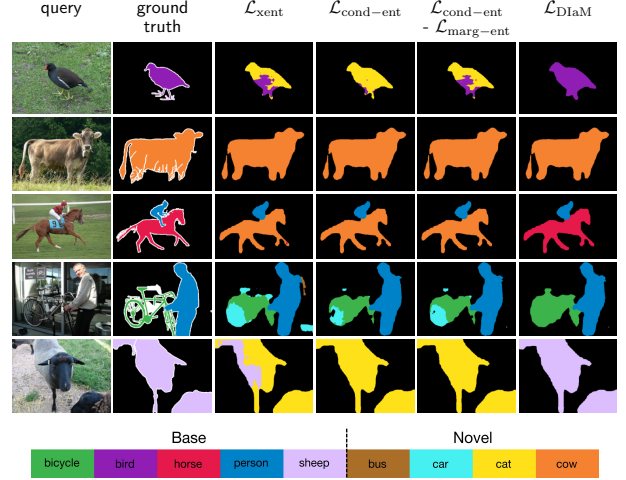 query ground truth ℒxent ℒcond−ent ℒcond−ent - ℒmarg−ent ℒDIaM
9
Base Novel
bicycle bird horse person sheep bus car cat cow